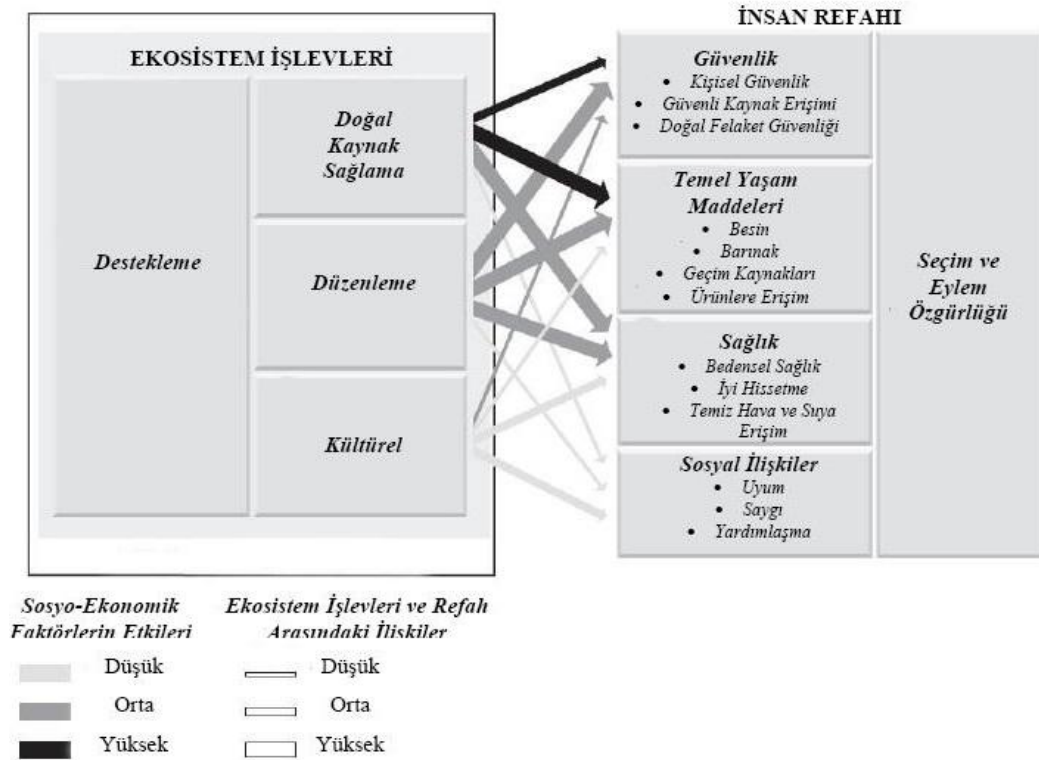 EKOSİSTEM İŞLEVLERİ
Destekleme
Doğal
Kaynak
Sağlama
Düzenleme
Kültürel
İNSAN REFAHI
Güvenlik
• Kişisel Güvenlik
• Güvenli Kaynak Erişimi
• Doğal Felaket Güvenliği
Temel Yaşam
Maddeleri
• Besin
• Barınak
• Geçim Kaynakları
• Ürünlere Erişim
Sağlık
• Bedensel Sağlık
• İyi Hissetme
• Temiz Hava ve Suya
Erişim
Sosyal İlişkiler
• Uyum
• Saygı
• Yardımlaşma
Seçim ve
Eylem
Özgürlüğü
Sosyo-Ekonomik
Faktörlerin Etkileri
Düşük
Orta
Yüksek
Ekosistem İşlevleri ve Refah
Arasındaki İlişkiler
Düşük
Orta
Yüksek